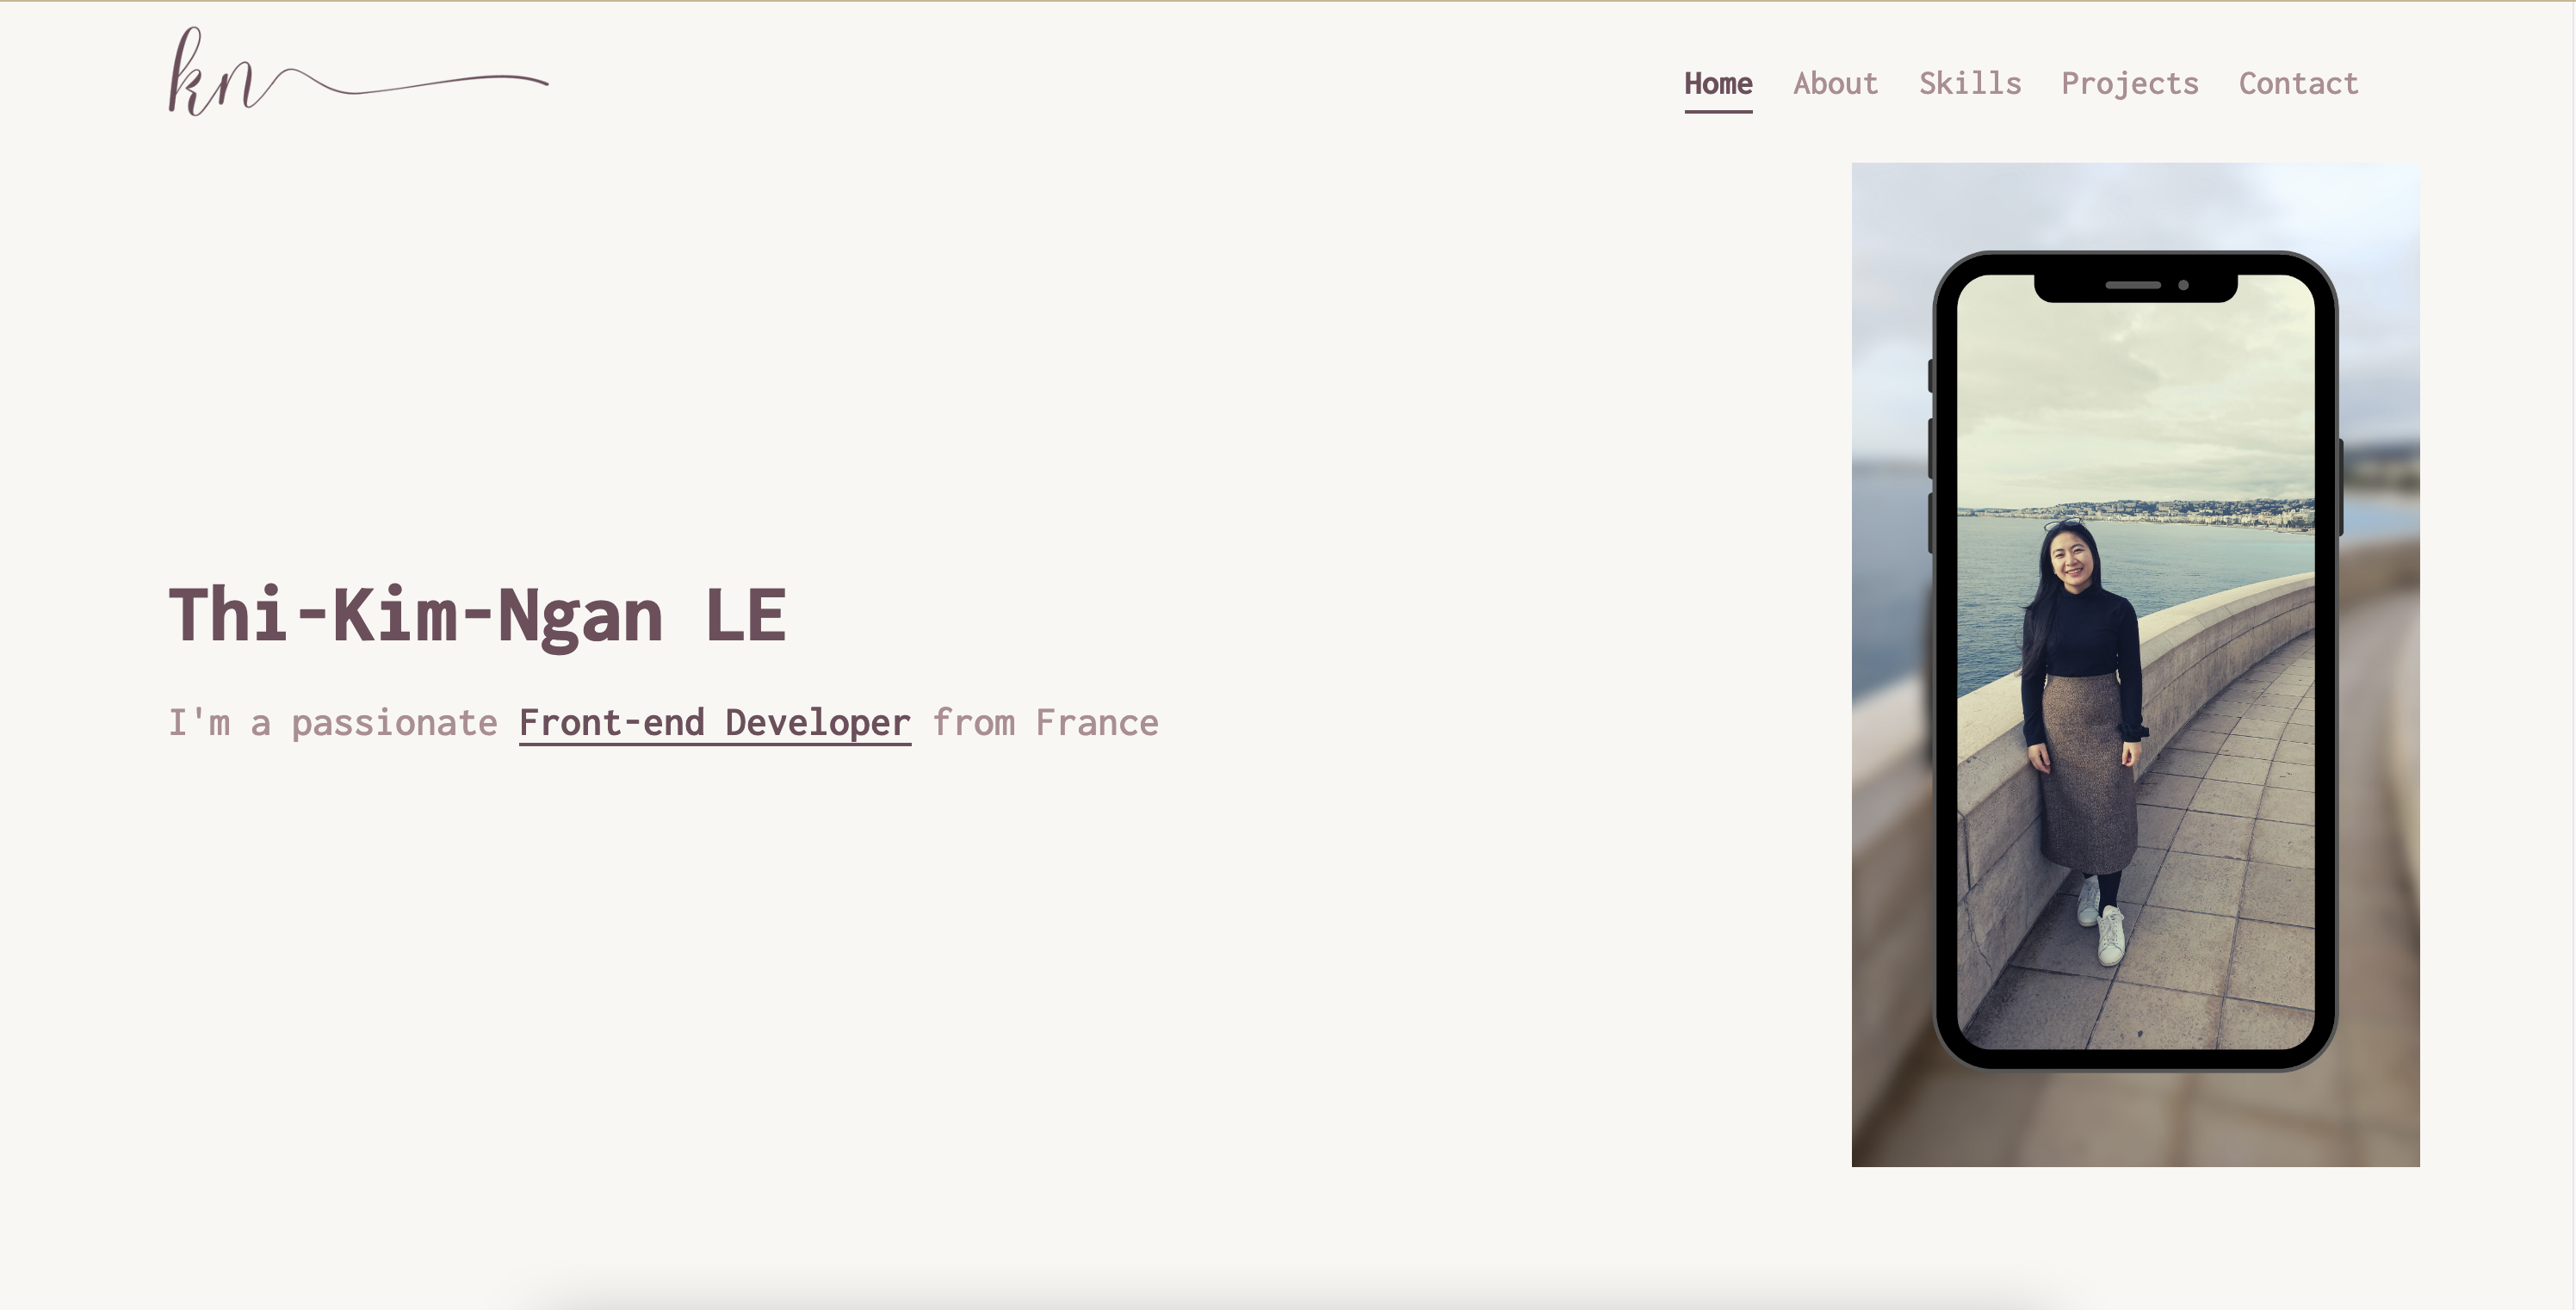 kn
Home About Skills Projects Contact
Thi-Kim-Ngan LE
I'm a passionate Front-end Developer from France